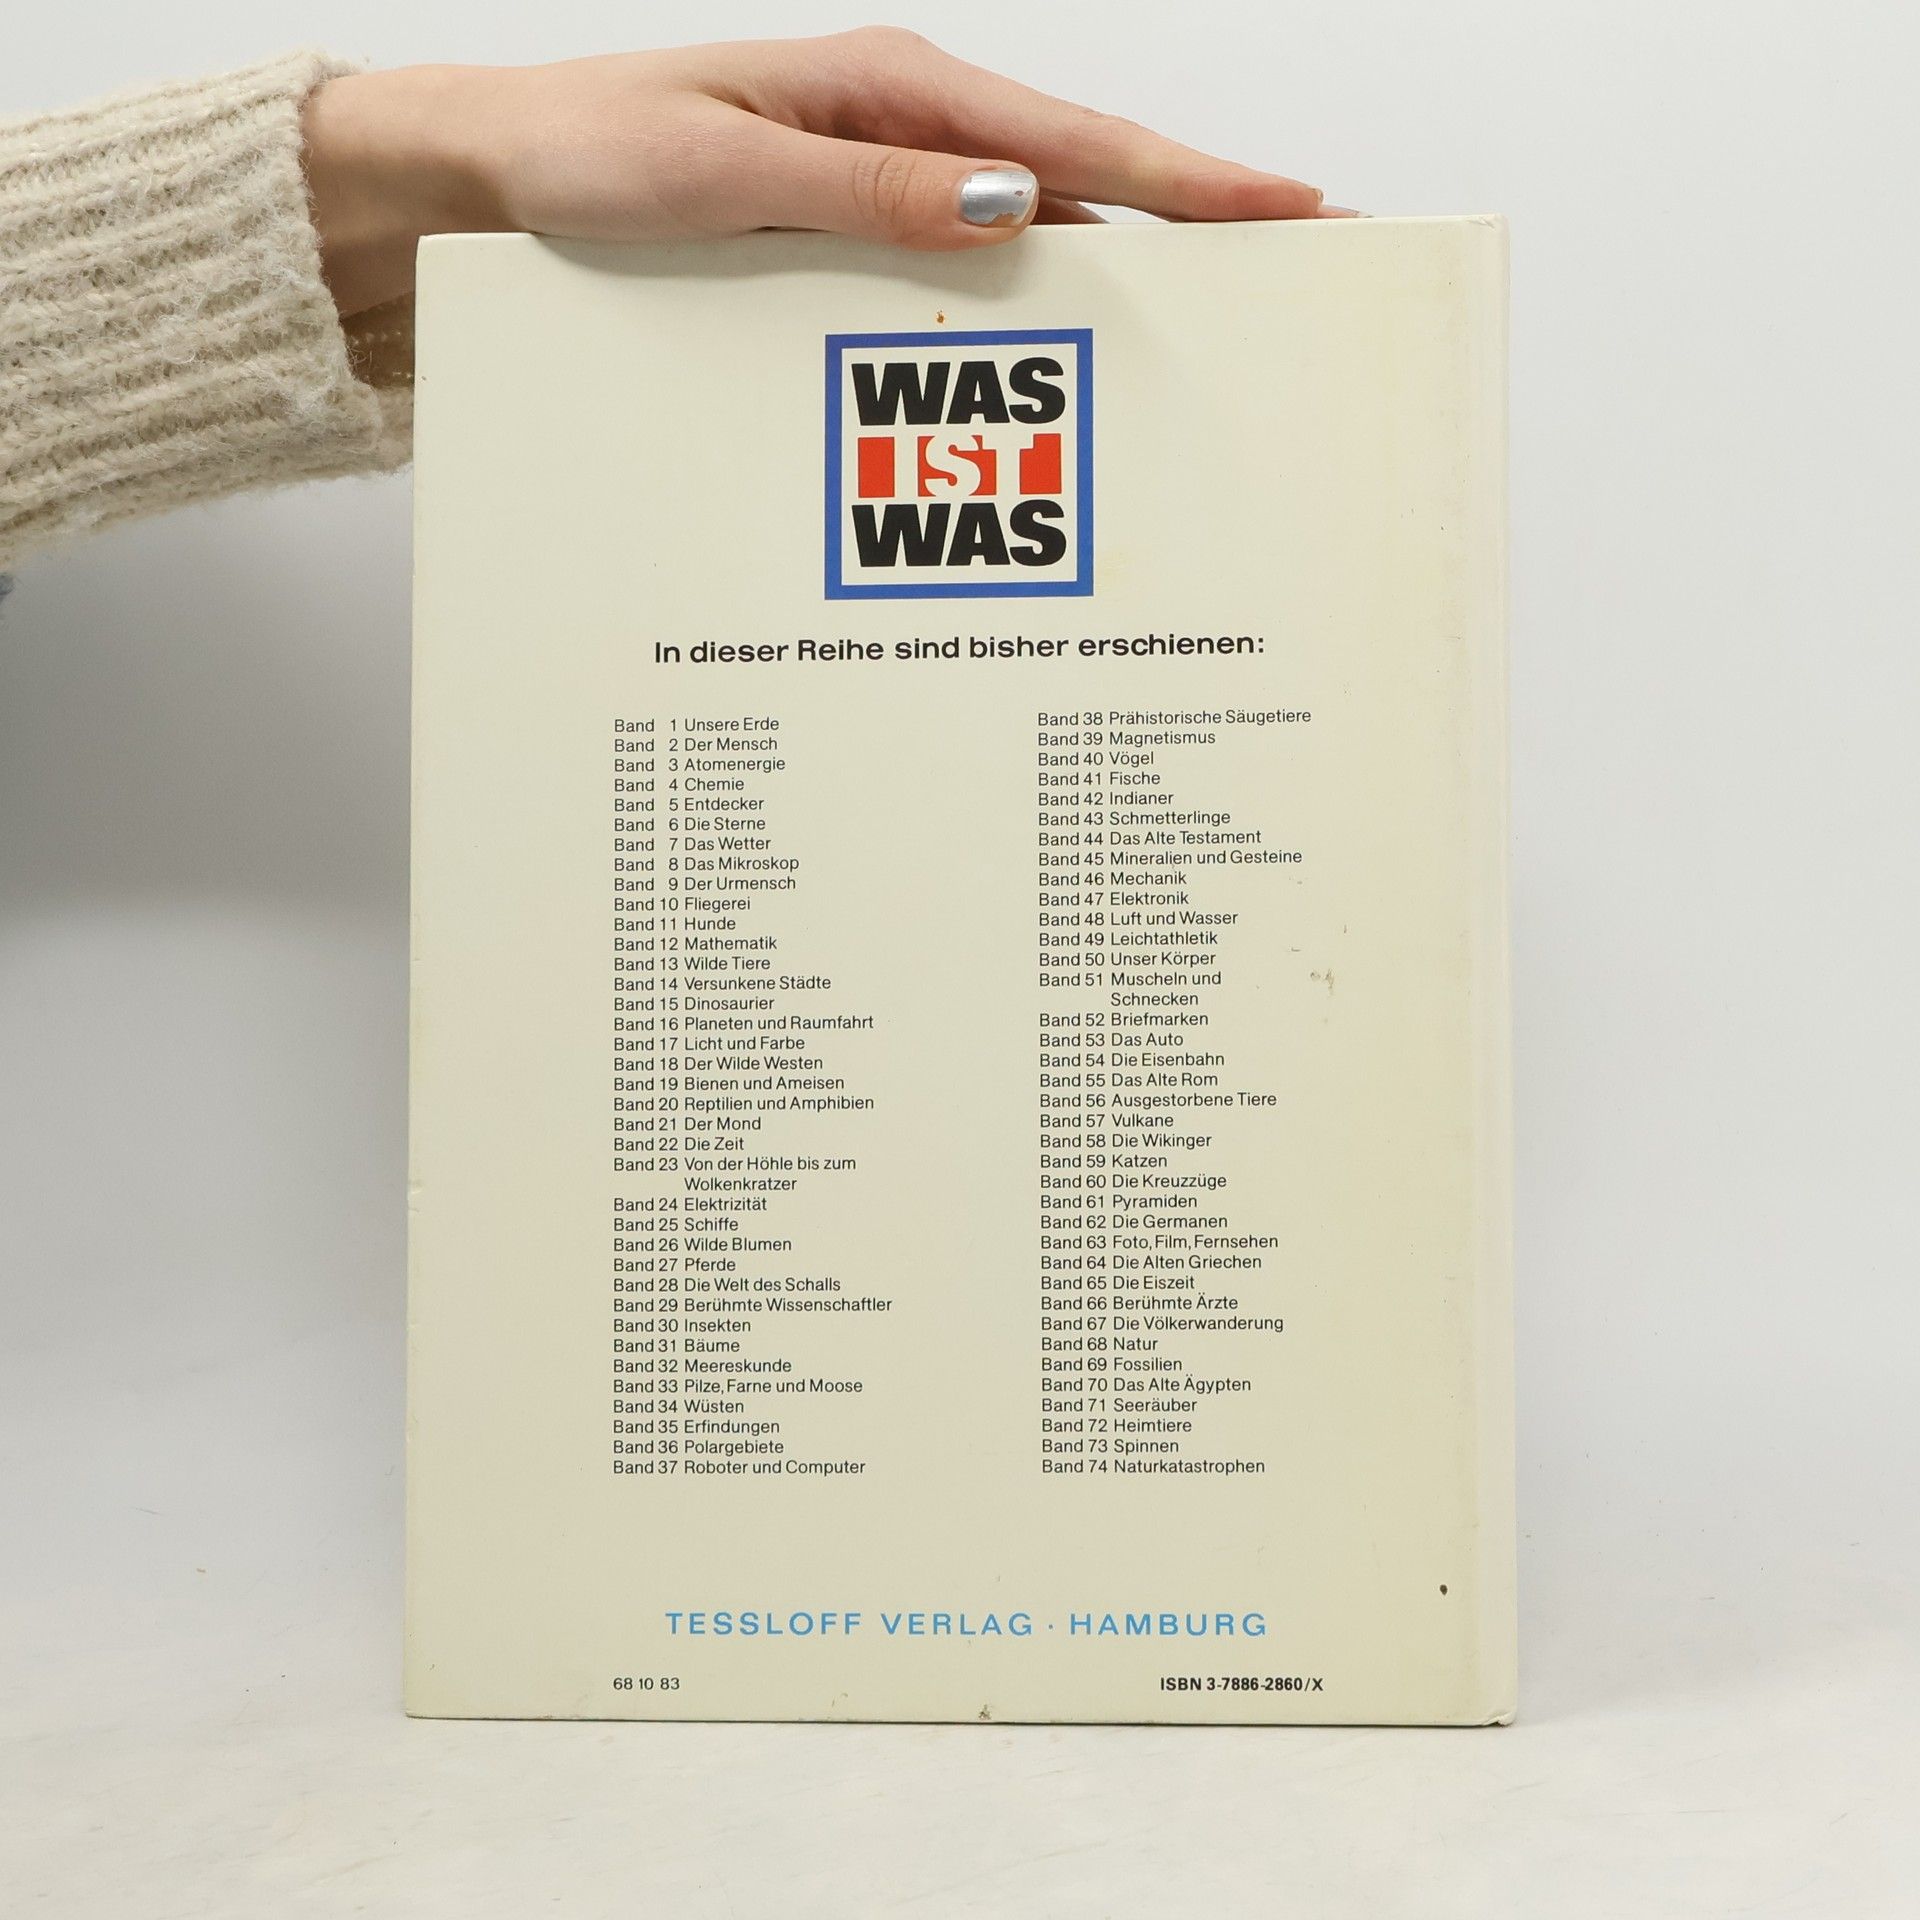 WAS
IST
WAS
In dieser Reihe sind bisher erschienen:
Band 1 Unsere Erde
Band 2 Der Mensch
Band 3 Atomenergie
Band 4 Chemie
Band 5 Entdecker
Band 6 Die Sterne
Band 7 Das Wetter
Band 8 Das Mikroskop
Band 9 Der Urmensch
Band 10 Fliegerei
Band 11 Hunde
Band 12 Mathematik
Band 13 Wilde Tiere
Band 14 Versunkene Städte
Band 15 Dinosaurier
Band 16 Planeten und Raumfahrt
Band 17 Licht und Farbe
Band 18 Der Wilde Westen
Band 19 Bienen und Ameisen
Band 20 Reptilien und Amphibien
Band 21 Der Mond
Band 22 Die Zeit
Band 23 Von der Höhle bis zum
Wolkenkratzer
Band 24 Elektrizität
Band 25 Schiffe
Band 26 Wilde Blumen
Band 27 Pferde
Band 28 Die Welt des Schalls
Band 29 Berühmte Wissenschaftler
Band 30 Insekten
Band 31 Bäume
Band 32 Meereskunde
Band 33 Pilze, Farne und Moose
Band 34 Wüsten
Band 35 Erfindungen
Band 36 Polargebiete
Band 37 Roboter und Computer
Band 38 Prähistorische Säugetiere
Band 39 Magnetismus
Band 40 Vögel
Band 41 Fische
Band 42 Indianer
Band 43 Schmetterlinge
Band 44 Das Alte Testament
Band 45 Mineralien und Gesteine
Band 46 Mechanik
Band 47 Elektronik
Band 48 Luft und Wasser
Band 49 Leichtathletik
Band 50 Unser Körper
Band 51 Muscheln und
Schnecken
Band 52 Briefmarken
Band 53 Das Auto
Band 54 Die Eisenbahn
Band 55 Das Alte Rom
Band 56 Ausgestorbene Tiere
Band 57 Vulkane
Band 58 Die Wikinger
Band 59 Katzen
Band 60 Die Kreuzzüge
Band 61 Pyramiden
Band 62 Die Germanen
Band 63 Foto, Film, Fernsehen
Band 64 Die Alten Griechen
Band 65 Die Eiszeit
Band 66 Berühmte Ärzte
Band 67 Die Völkerwanderung
Band 68 Natur
Band 69 Fossilien
Band 70 Das Alte Ägypten
Band 71 Seeräuber
Band 72 Heimtiere
Band 73 Spinnen
Band 74 Naturkatastrophen
TESSLOFF VERLAG · HAMBURG
68 10 83
ISBN 3-7886-2860/X